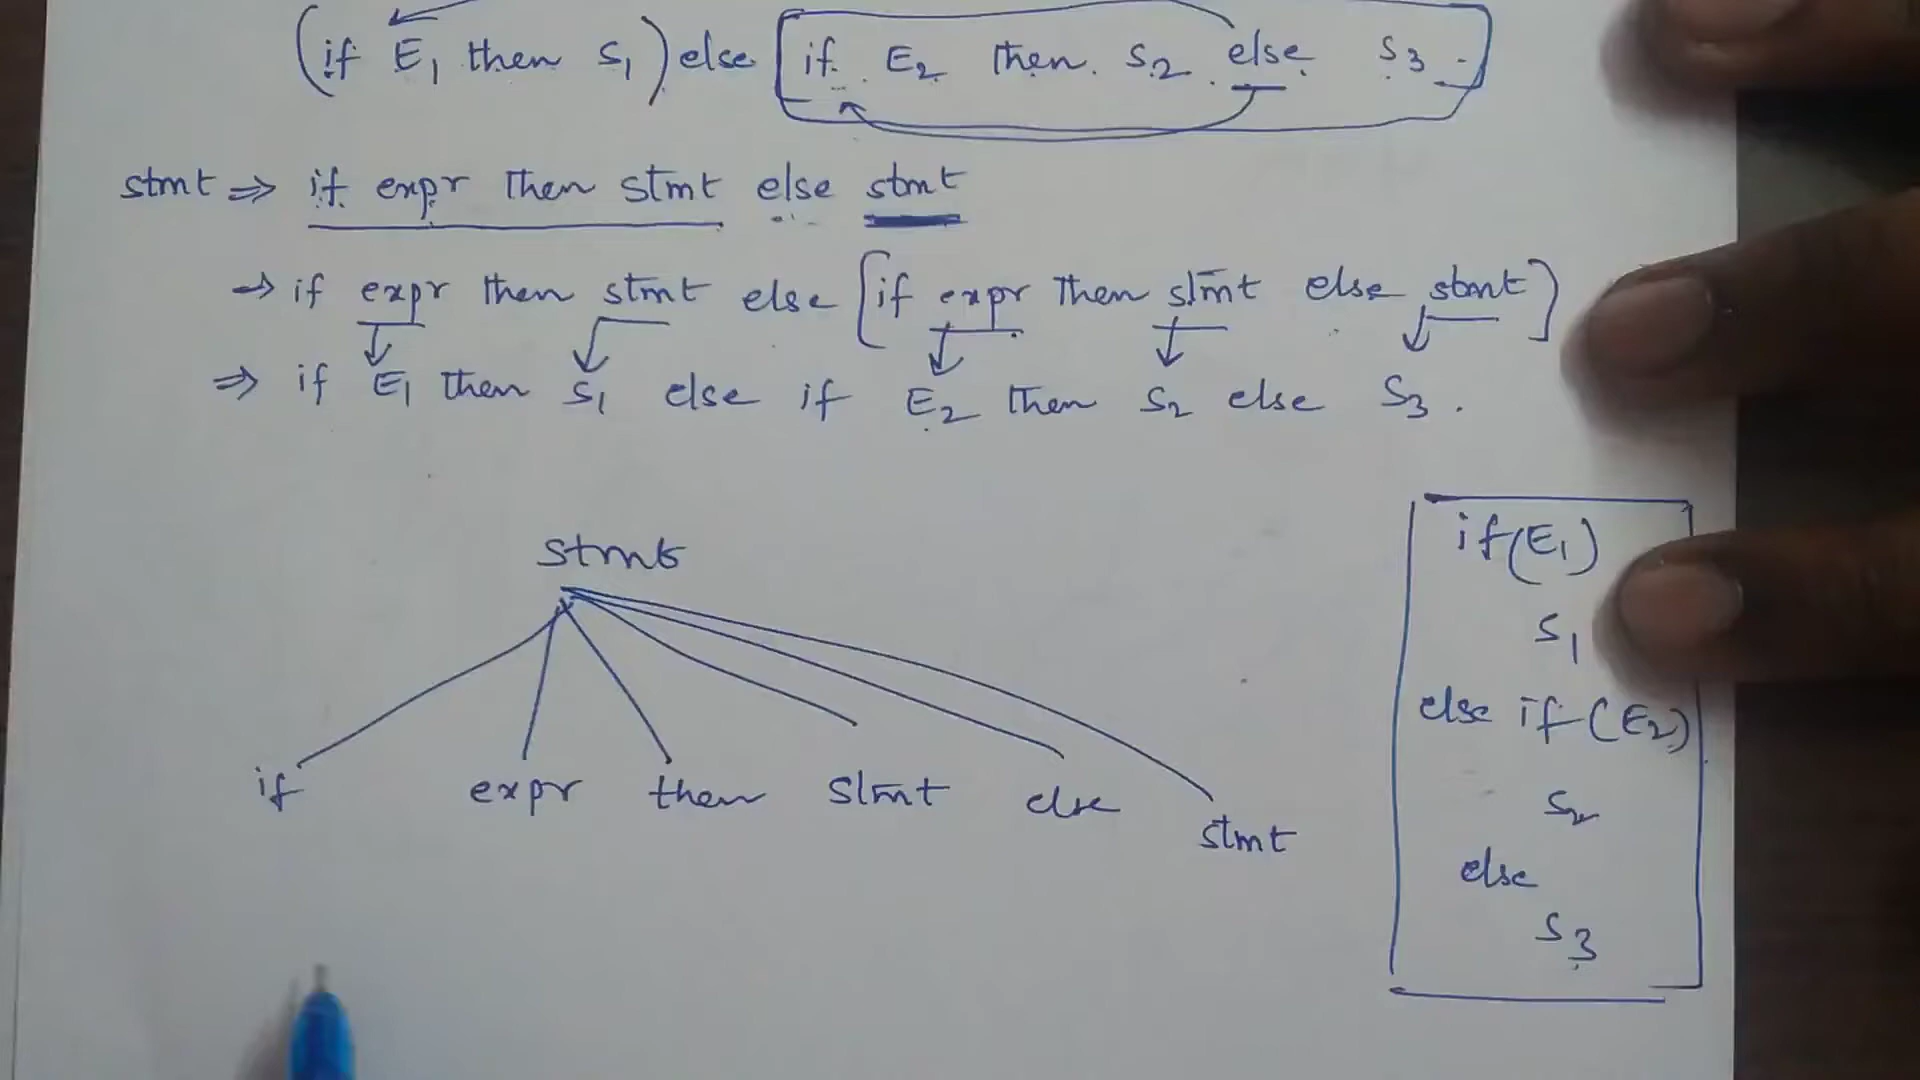 (if E1 then S1) else [if E2 then S2 else S3.]
stmt ⇒ if expr then stmt else stmt
⇒ if expr then stmt else [if expr then stmt else stmt]
⇒ if E1 then S1 else if E2 then S2 else S3.
stmt
if expr then stmt else stmt
if(E1)
S1
else if (E2)
S2
else
S3